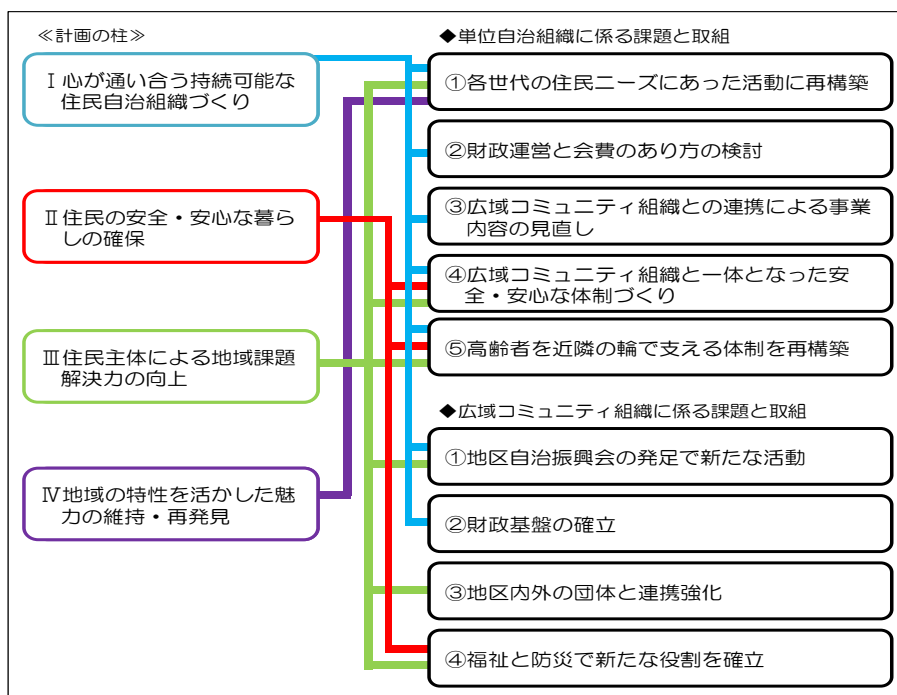 ≪計画の柱≫
Ⅰ心が通い合う持続可能な
住民自治組織づくり
Ⅱ住民の安全・安心な暮ら
しの確保
Ⅲ住民主体による地域課題
解決力の向上
Ⅳ地域の特性を活かした魅
力の維持・再発見
◆単位自治組織に係る課題と取組
①各世代の住民ニーズにあった活動に再構築
②財政運営と会費のあり方の検討
③広域コミュニティ組織との連携による事業
内容の見直し
④広域コミュニティ組織と一体となった安
全・安心な体制づくり
⑤高齢者を近隣の輪で支える体制を再構築
◆広域コミュニティ組織に係る課題と取組
①地区自治振興会の発足で新たな活動
②財政基盤の確立
③地区内外の団体と連携強化
④福祉と防災で新たな役割を確立